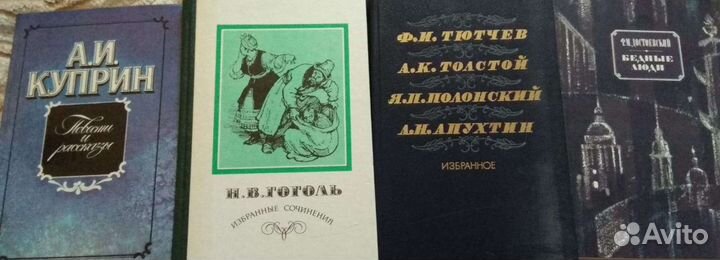 А.И.
КУПРИН
Повести
и
рассказы
Н.В.ГОГОЛЬ
ИЗБРАННЫЕ СОЧИНЕНИЯ
Ф.И.ТЮТЧЕВ
А.К.ТОЛСТОЙ
Я.П.ПОЛОНСКИЙ
А.Н.АПУХТИН
ИЗБРАННОЕ
Ф.М.ДОСТОЕВСКИЙ
БЕДНЫЕ
ЛЮДИ
Avito